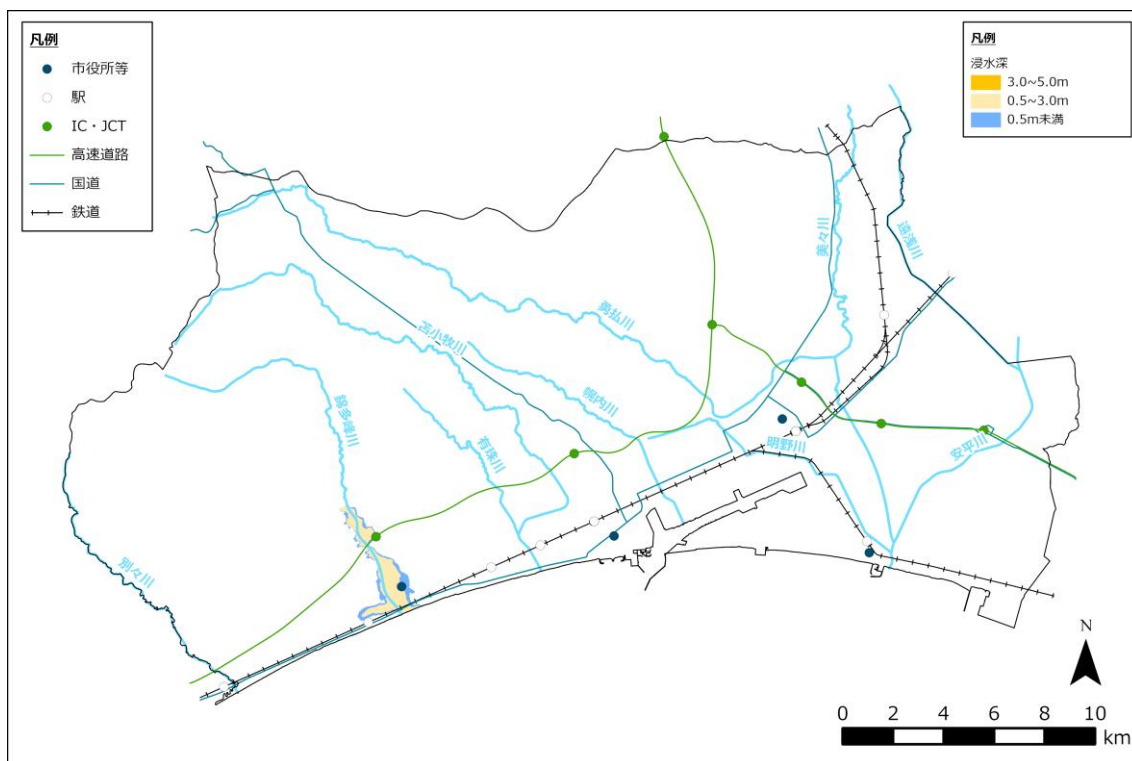 凡例
市役所等
駅
IC・JCT
高速道路
国道
鉄道
凡例
浸水深
3.0~5.0m
0.5~3.0m
0.5m未満
美々川
遠浅川
勇払川
苫小牧川
幌内川
錦多峰川
有珠川
明野川
安平川
別々川
N
0 2 4 6 8 10
km